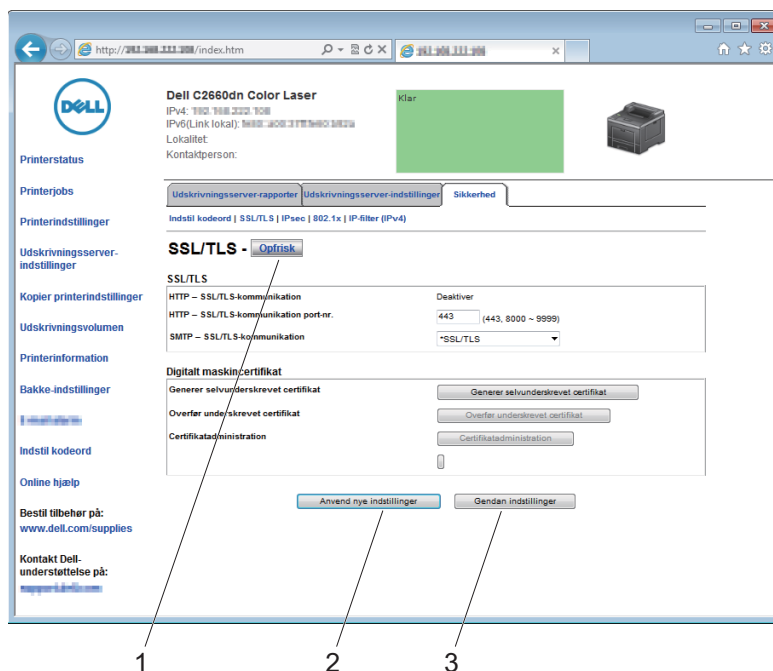 http://
/index.htm
DELL
Dell C2660dn Color Laser
IPv4:
IPv6(Link lokal):
Lokalitet:
Kontaktperson:
Klar
Printerstatus
Printerjobs
Printerindstillinger
Udskrivningsserver-
indstillinger
Kopier printerindstillinger
Udskrivningsvolumen
Printerinformation
Bakke-indstillinger
Indstil kodeord
Online hjælp
Bestil tilbehør på:
www.dell.com/supplies
Kontakt Dell-
understøttelse på:
Udskrivningsserver-rapporter Udskrivningsserver-indstillinger Sikkerhed
Indstil kodeord | SSL/TLS | IPsec | 802.1x | IP-filter (IPv4)
SSL/TLS - Opfrisk
SSL/TLS
HTTP – SSL/TLS-kommunikation Deaktiver
HTTP – SSL/TLS-kommunikation port-nr. 443 (443, 8000 ~ 9999)
SMTP – SSL/TLS-kommunikation *SSL/TLS
Digitalt maskincertifikat
Generer selvunderskrevet certifikat Generer selvunderskrevet certifikat
Overfør underskrevet certifikat Overfør underskrevet certifikat
Certifikatadministration Certifikatadministration
Anvend nye indstillinger Gendan indstillinger
1 2 3